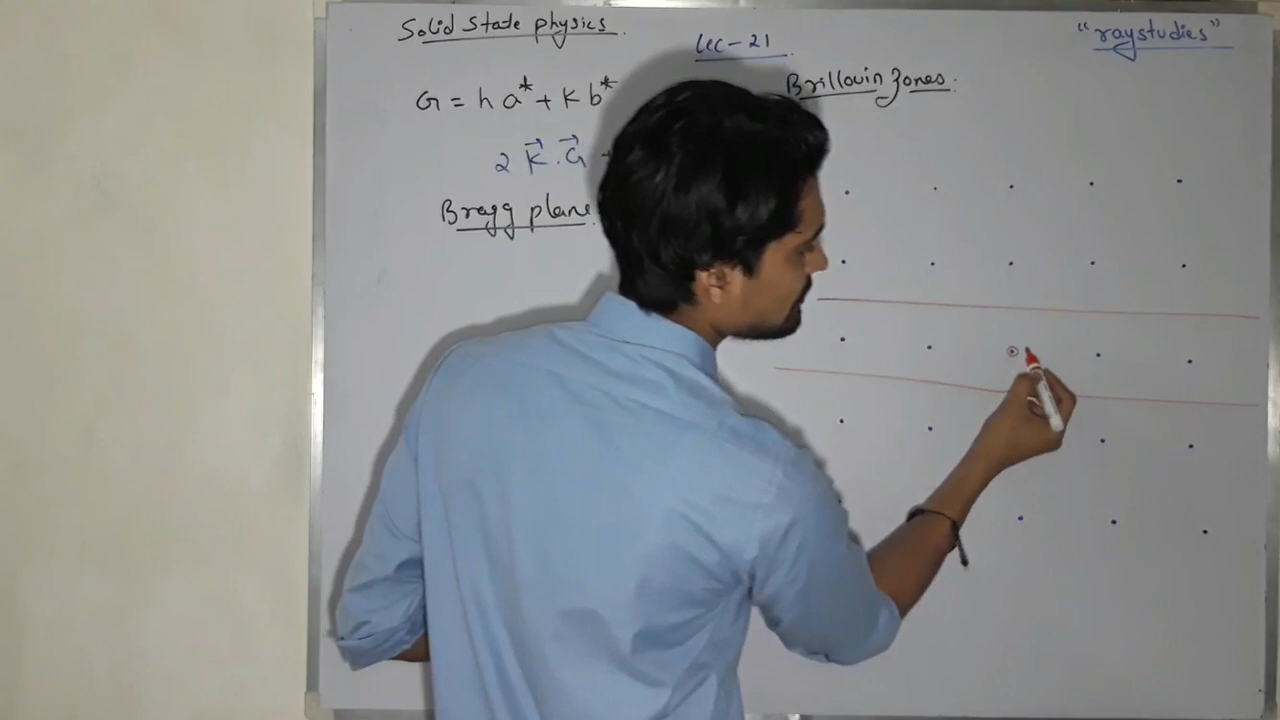 Solid State physics.
Lec-21.
"raystudies"
Brillouin Zones.
G = h a* + K b*
2 K⃗.G⃗ +
Bragg plane